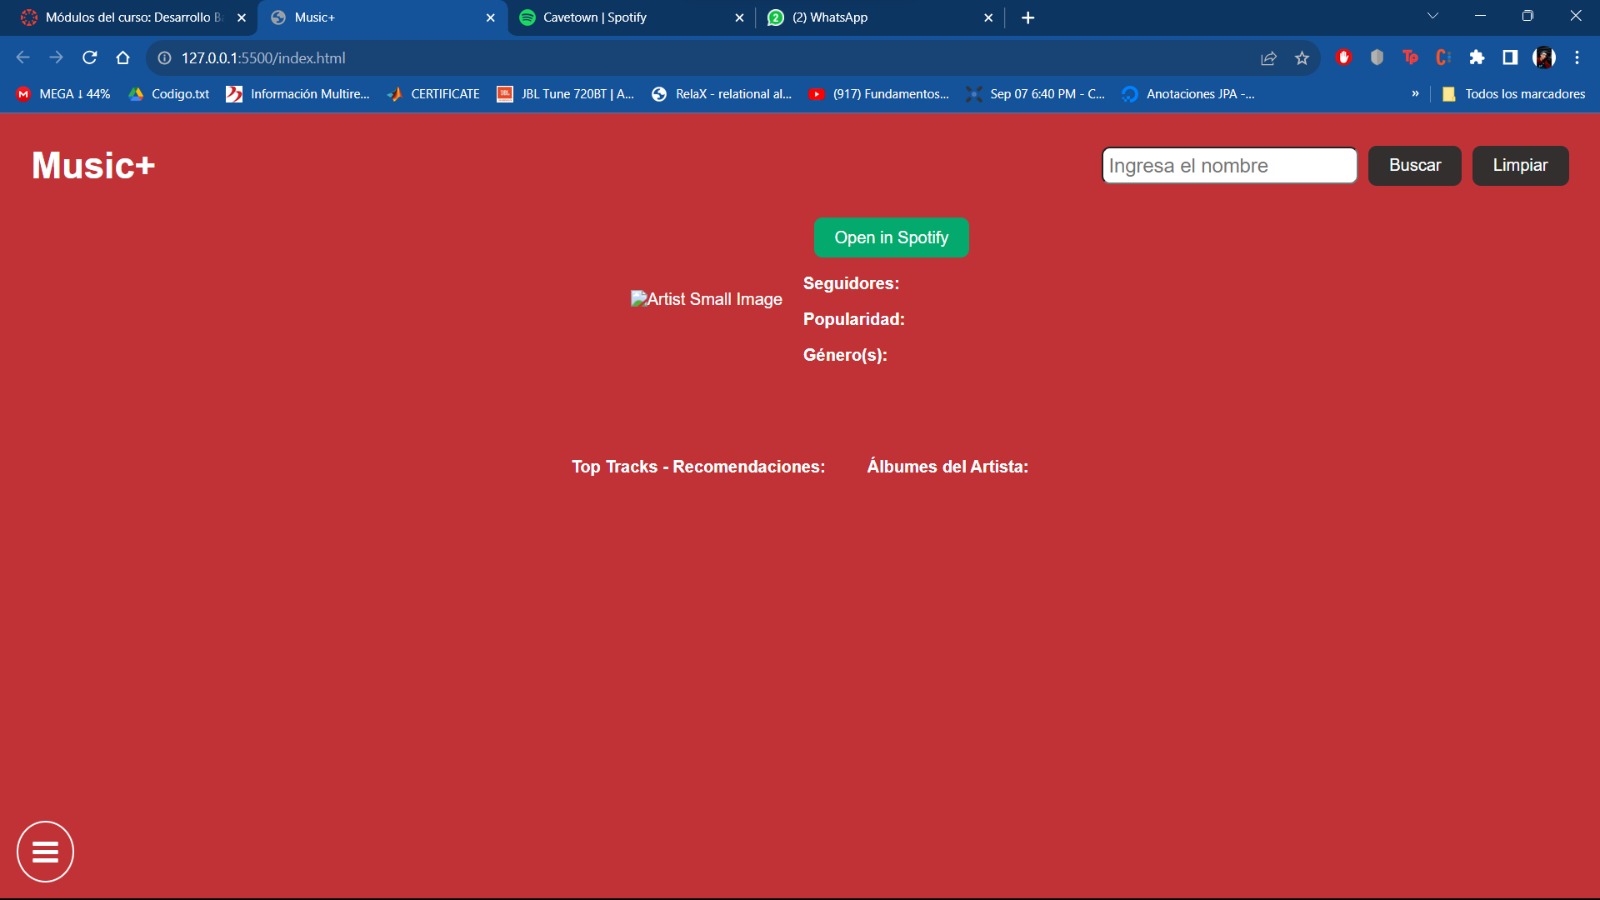 Módulos del curso: Desarrollo B
Music+
Cavetown | Spotify
(2) WhatsApp
127.0.0.1:5500/index.html
MEGA ↓ 44%
Codigo.txt
Información Multire...
CERTIFICATE
JBL Tune 720BT | A...
RelaX - relational al...
(917) Fundamentos...
Sep 07 6:40 PM - C...
Anotaciones JPA -...
»
Todos los marcadores
Music+
Ingresa el nombre
Buscar
Limpiar
Open in Spotify
Artist Small Image
Seguidores:
Popularidad:
Género(s):
Top Tracks - Recomendaciones:
Álbumes del Artista: